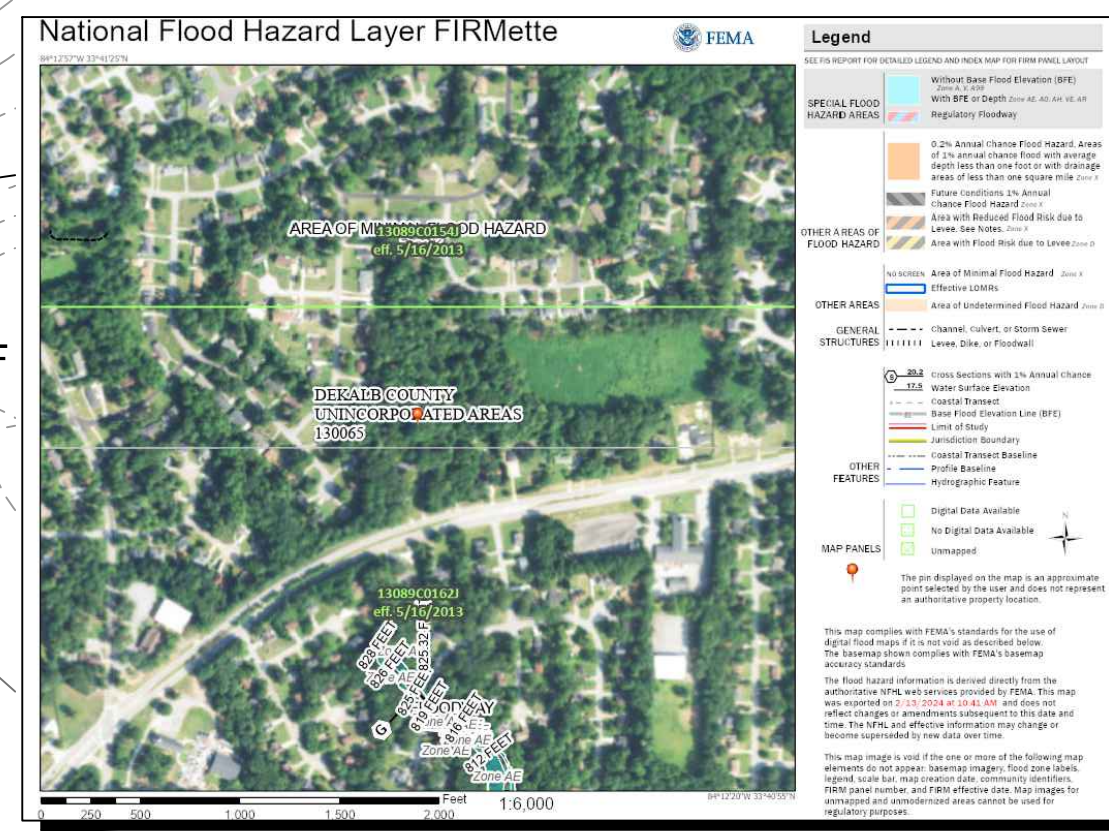 National Flood Hazard Layer FIRMette
FEMA
84°12'57"W 33°41'25"N
AREA OF MINIMAL FLOOD HAZARD
13089C0154J
eff. 5/16/2013
DEKALB COUNTY
UNINCORPORATED AREAS
130065
13089C0162J
eff. 5/16/2013
828 FEET
826 FEET
825.32 F
Zone AE
819 FEET
816 FEET
G
Zone AE
Zone AE
812 FEET
Zone AE
0 250 500 1,000 1,500 2,000 Feet
1:6,000
84°12'20"W 33°40'55"N
Legend
SEE FIS REPORT FOR DETAILED LEGEND AND INDEX MAP FOR FIRM PANEL LAYOUT
SPECIAL FLOOD
HAZARD AREAS
Without Base Flood Elevation (BFE)
Zone A, V, A99
With BFE or Depth Zone AE, AO, AH, VE, AR
Regulatory Floodway
OTHER AREAS OF
FLOOD HAZARD
0.2% Annual Chance Flood Hazard, Areas
of 1% annual chance flood with average
depth less than one foot or with drainage
areas of less than one square mile Zone X
Future Conditions 1% Annual
Chance Flood Hazard Zone X
Area with Reduced Flood Risk due to
Levee. See Notes. Zone X
Area with Flood Risk due to Levee Zone D
OTHER AREAS
NO SCREEN Area of Minimal Flood Hazard Zone X
Effective LOMRs
Area of Undetermined Flood Hazard Zone D
GENERAL
STRUCTURES
Channel, Culvert, or Storm Sewer
Levee, Dike, or Floodwall
OTHER
FEATURES
20.2 Cross Sections with 1% Annual Chance
17.5 Water Surface Elevation
Coastal Transect
Base Flood Elevation Line (BFE)
Limit of Study
Jurisdiction Boundary
Coastal Transect Baseline
Profile Baseline
Hydrographic Feature
MAP PANELS
Digital Data Available
No Digital Data Available
Unmapped
N
The pin displayed on the map is an approximate
point selected by the user and does not represent
an authoritative property location.
This map complies with FEMA's standards for the use of
digital flood maps if it is not void as described below.
The basemap shown complies with FEMA's basemap
accuracy standards
The flood hazard information is derived directly from the
authoritative NFHL web services provided by FEMA. This map
was exported on 2/13/2024 at 10:41 AM and does not
reflect changes or amendments subsequent to this date and
time. The NFHL and effective information may change or
become superseded by new data over time.
This map image is void if the one or more of the following map
elements do not appear: basemap imagery, flood zone labels,
legend, scale bar, map creation date, community identifiers,
FIRM panel number, and FIRM effective date. Map images for
unmapped and unmodernized areas cannot be used for
regulatory purposes.